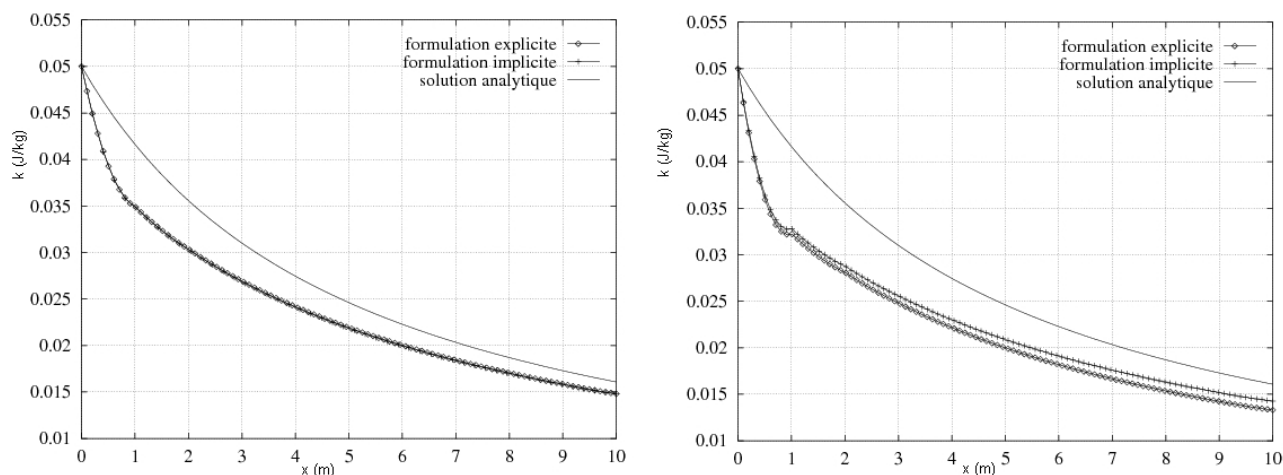 0.055
0.05
0.045
0.04
0.035
0.03
0.025
0.02
0.015
0.01
k (J/kg)
formulation explicite
formulation implicite
solution analytique
0 1 2 3 4 5 6 7 8 9 10
x (m)
0.055
0.05
0.045
0.04
0.035
0.03
0.025
0.02
0.015
0.01
k (J/kg)
formulation explicite
formulation implicite
solution analytique
0 1 2 3 4 5 6 7 8 9 10
x (m)